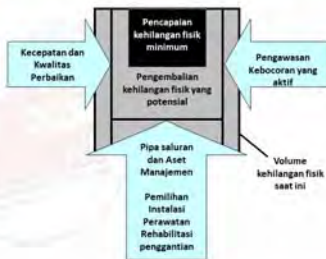 Pencapaian
kehilangan fisik
minimum
Kecepatan dan
Kwalitas
Perbaikan
Pengembalian
kehilangan fisik yang
potensial
Pengawasan
Kebocoran yang
aktif
Pipa saluran
dan Aset
Manajemen
Pemilihan
Instalasi
Perawatan
Rehabilitasi
penggantian
Volume
kehilangan fisik
saat ini